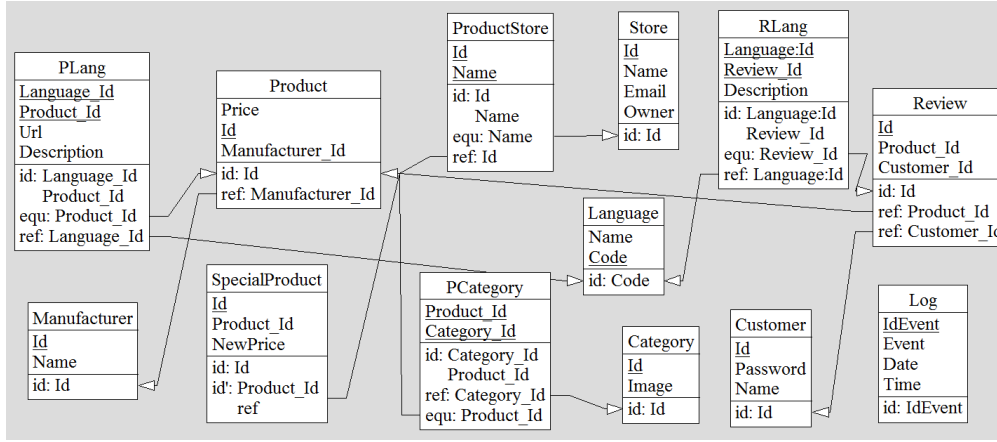 PLang
Language_Id
Product_Id
Url
Description
id: Language_Id
Product_Id
equ: Product_Id
ref: Language_Id
Product
Price
Id
Manufacturer_Id
id: Id
ref: Manufacturer_Id
ProductStore
Id
Name
id: Id
Name
equ: Name
ref: Id
Store
Id
Name
Email
Owner
id: Id
RLang
Language:Id
Review_Id
Description
id: Language:Id
Review_Id
equ: Review_Id
ref: Language:Id
Review
Id
Product_Id
Customer_Id
id: Id
ref: Product_Id
ref: Customer_Id
Language
Name
Code
id: Code
Manufacturer
Id
Name
id: Id
SpecialProduct
Id
Product_Id
NewPrice
id: Id
id': Product_Id
ref
PCategory
Product_Id
Category_Id
id: Category_Id
Product_Id
ref: Category_Id
equ: Product_Id
Category
Id
Image
id: Id
Customer
Id
Password
Name
id: Id
Log
IdEvent
Event
Date
Time
id: IdEvent